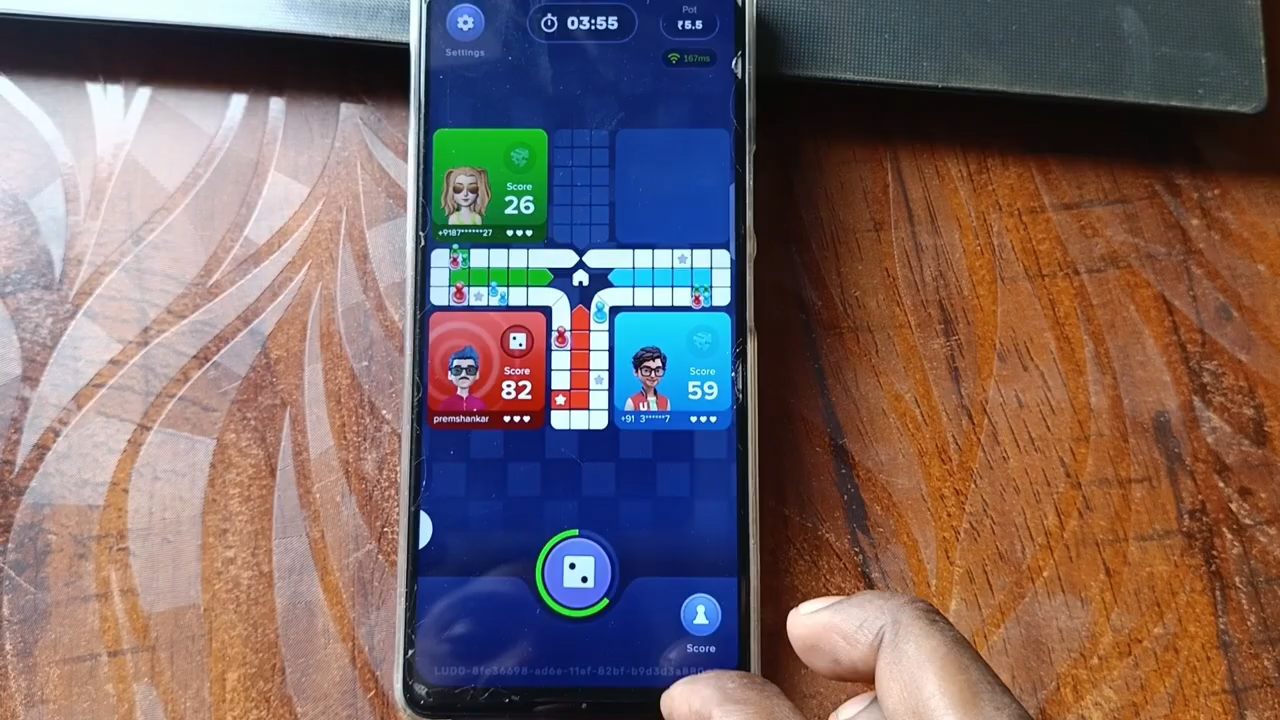 03:55
Pot
₹5.5
Settings
167ms
Score
26
+9187******27
Score
82
premshankar
Score
59
+91 3******7
Score